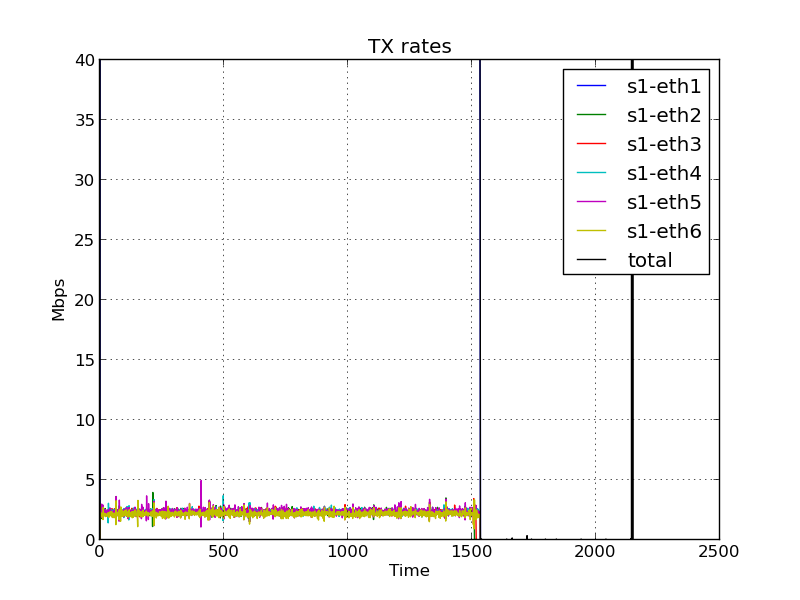 TX rates
40
35
30
25
20
15
10
5
0
Mbps
s1-eth1
s1-eth2
s1-eth3
s1-eth4
s1-eth5
s1-eth6
total
0 500 1000 1500 2000 2500
Time